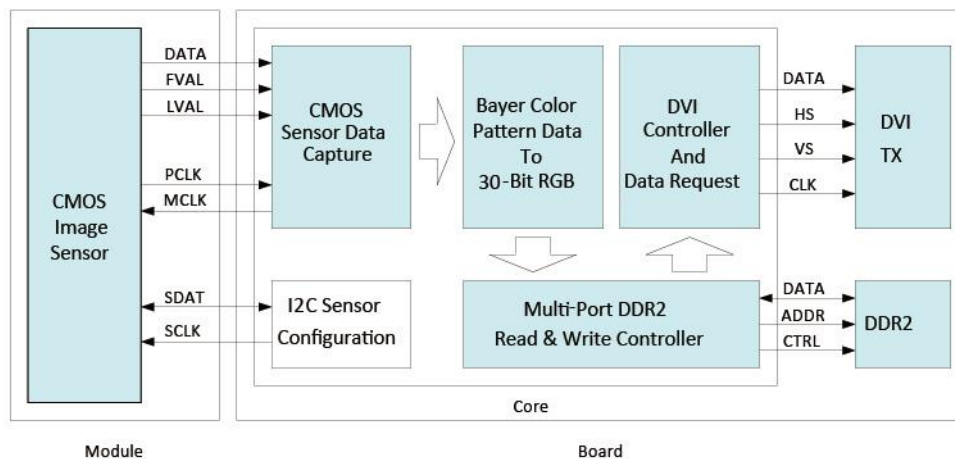 DATA
FVAL
LVAL
PCLK
MCLK
SDAT
SCLK
CMOS
Image
Sensor
CMOS
Sensor Data
Capture
I2C Sensor
Configuration
Bayer Color
Pattern Data
To
30-Bit RGB
DVI
Controller
And
Data Request
Multi-Port DDR2
Read & Write Controller
DATA
HS
VS
CLK
DVI
TX
DATA
ADDR
CTRL
DDR2
Core
Module
Board